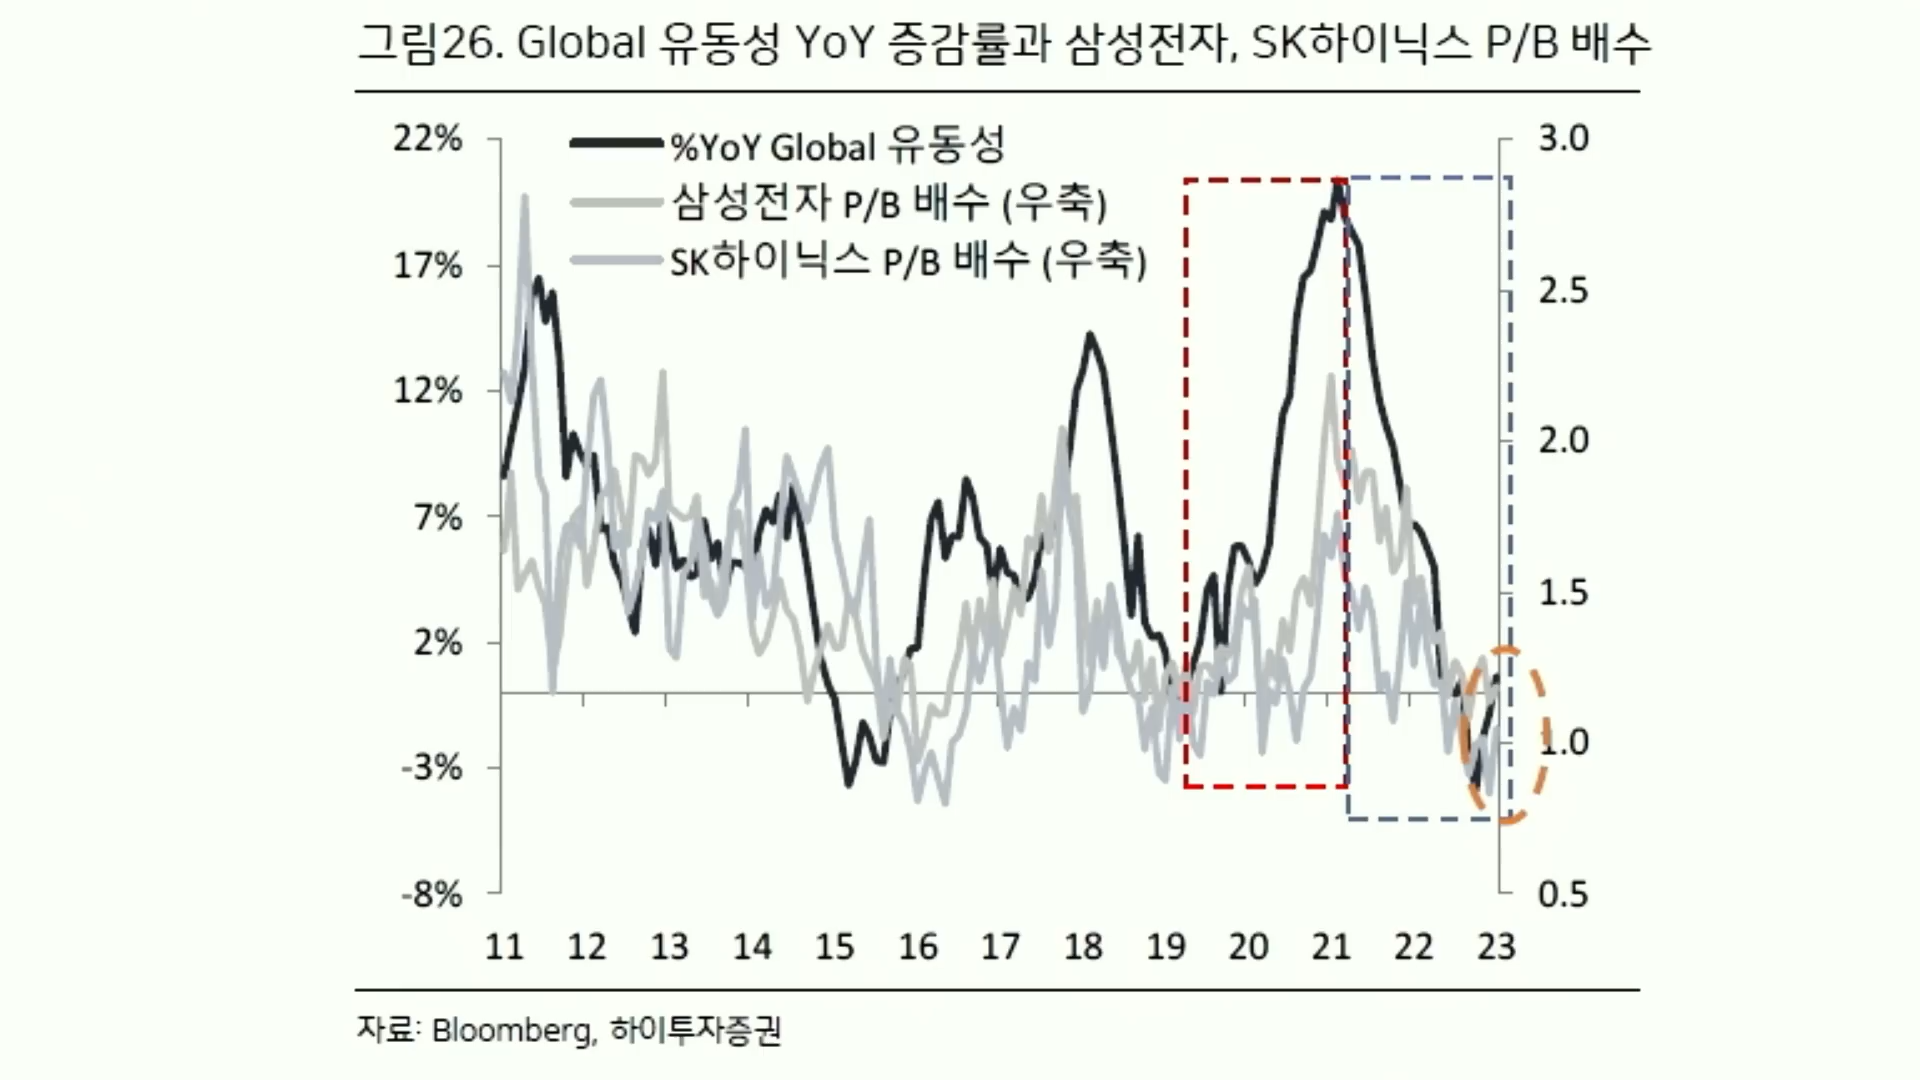 그림26. Global 유동성 YoY 증감률과 삼성전자, SK하이닉스 P/B 배수
22%
17%
12%
7%
2%
-3%
-8%
%YoY Global 유동성
삼성전자 P/B 배수 (우축)
SK하이닉스 P/B 배수 (우축)
3.0
2.5
2.0
1.5
1.0
0.5
11 12 13 14 15 16 17 18 19 20 21 22 23
자료: Bloomberg, 하이투자증권